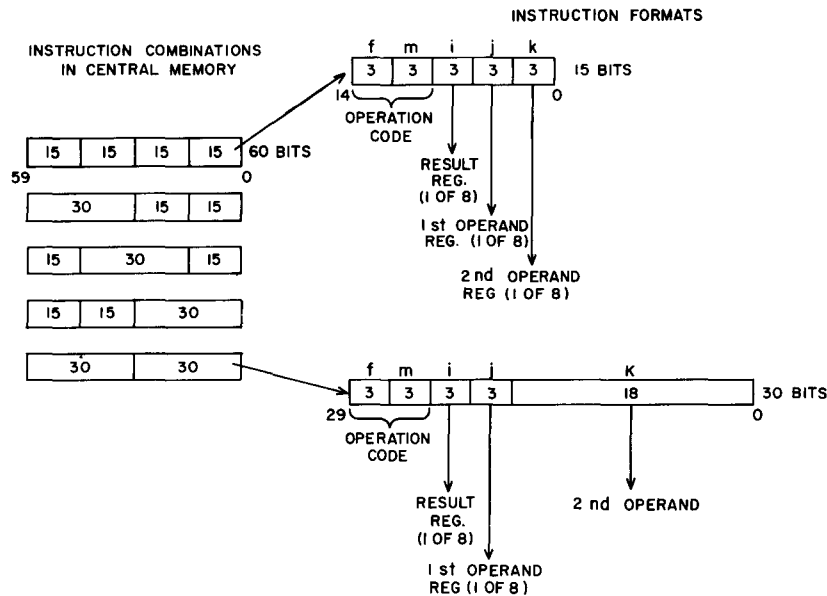 INSTRUCTION FORMATS
INSTRUCTION COMBINATIONS
IN CENTRAL MEMORY
f m i j k
3 3 3 3 3 15 BITS
14 0
OPERATION
CODE
RESULT
REG.
(1 OF 8)
1 st OPERAND
REG. (1 OF 8)
2 nd OPERAND
REG (1 OF 8)
15 15 15 15 60 BITS
59 0
30 15 15
15 30 15
15 15 30
30 30
f m i j K
3 3 3 3 18 30 BITS
29 0
OPERATION
CODE
RESULT
REG.
(1 OF 8)
1 st OPERAND
REG (1 OF 8)
2 nd OPERAND